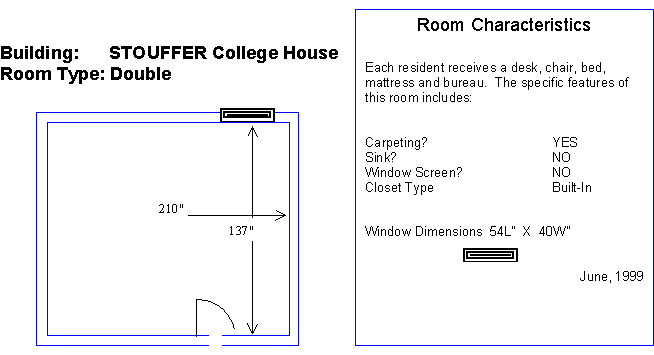 Building: STOUFFER College House
Room Type: Double
210"
137"
Room Characteristics
Each resident receives a desk, chair, bed,
mattress and bureau. The specific features of
this room includes:
Carpeting? YES
Sink? NO
Window Screen? NO
Closet Type Built-In
Window Dimensions 54L" X 40W"
June, 1999